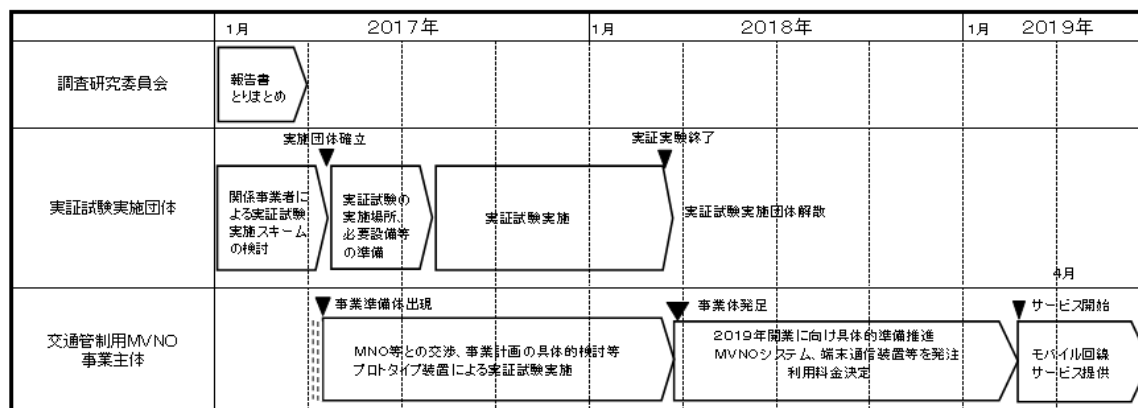 1月
2017年
1月
2018年
1月
2019年
調査研究委員会
報告書
とりまとめ
実証試験実施団体
実施団体確立
実証実験終了
関係事業者に
よる実証試験
実施スキーム
の検討
実証試験の
実施場所、
必要設備等
の準備
実証試験実施
実証試験実施団体解散
4月
交通管制用MVNO
事業主体
事業準備体出現
事業体発足
サービス開始
MNO等との交渉、事業計画の具体的検討等
プロトタイプ装置による実証試験実施
2019年開業に向け具体的準備推進
MVNOシステム、端末通信装置等を発注
利用料金決定
モバイル回線
サービス提供